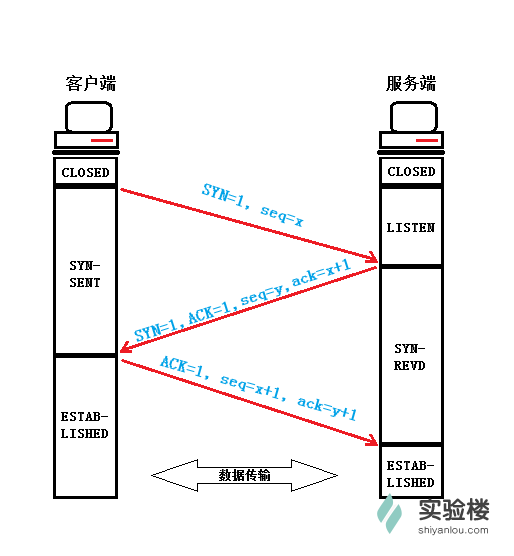 客户端
服务端
CLOSED
CLOSED
SYN=1, seq=x
LISTEN
SYN-
SENT
SYN=1,ACK=1,seq=y,ack=x+1
SYN-
REVD
ACK=1, seq=x+1, ack=y+1
ESTAB-
LISHED
ESTAB-
LISHED
数据传输
实验楼
shiyanlou.com